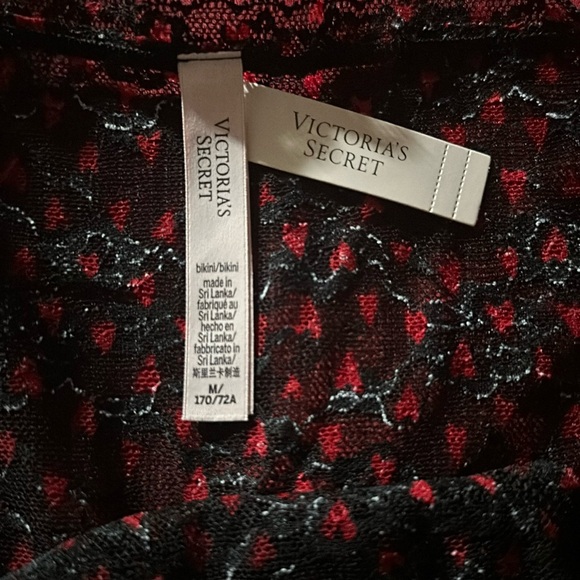 VICTORIA'S
SECRET
bikini/bikini
made in
Sri Lanka/
fabriqué au
Sri Lanka/
hecho en
Sri Lanka/
fabbricato in
Sri Lanka/
斯里兰卡制造
M/
170/72A
VICTORIA'S
SECRET